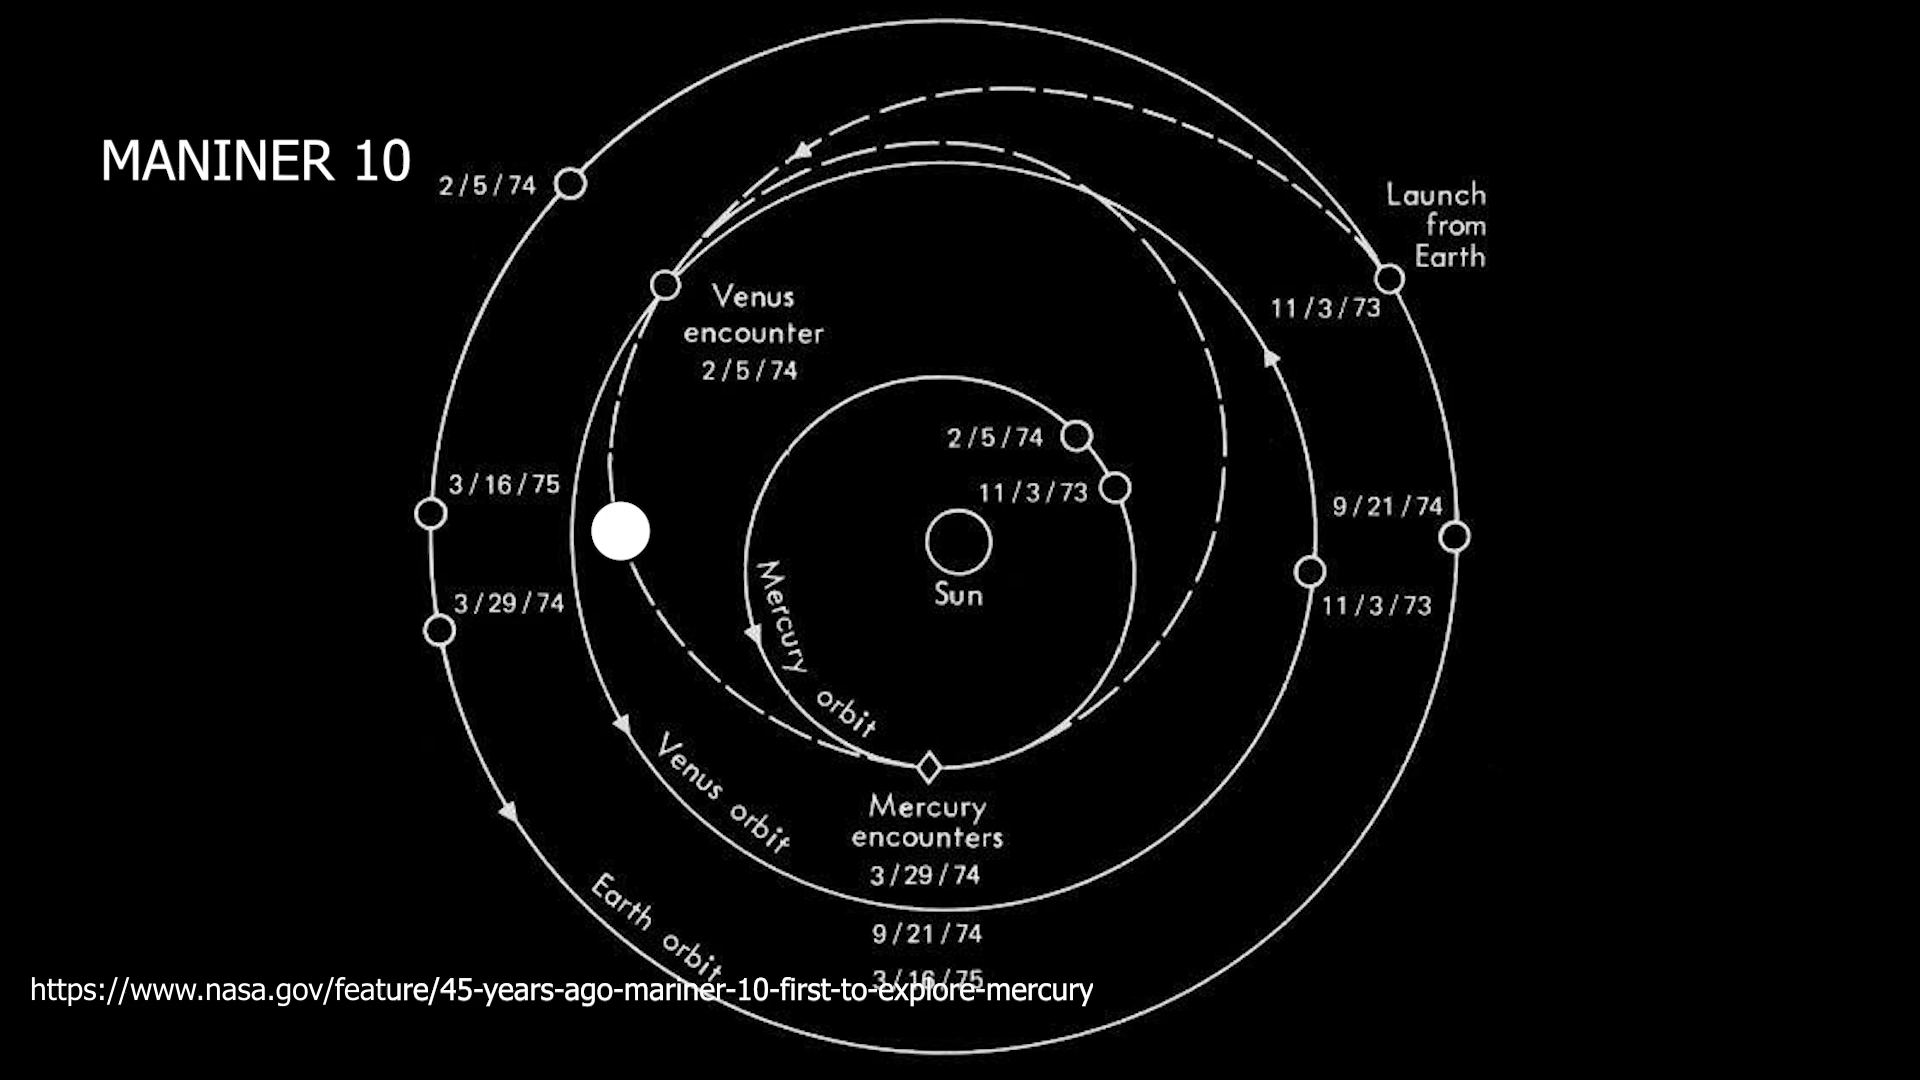 MANINER 10
2/5/74
Launch
from
Earth
11/3/73
Venus
encounter
2/5/74
2/5/74
11/3/73
3/16/75
9/21/74
Sun
3/29/74
11/3/73
Mercury orbit
Venus orbit
Mercury
encounters
3/29/74
9/21/74
3/16/75
Earth orbit
https://www.nasa.gov/feature/45-years-ago-mariner-10-first-to-explore-mercury